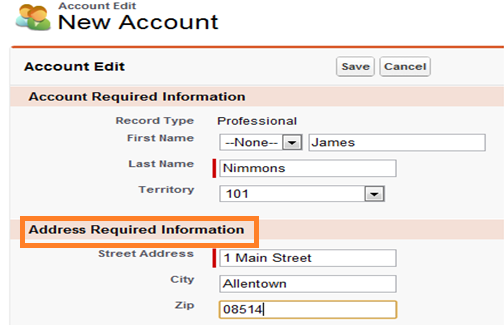 Account Edit
New Account
Account Edit Save Cancel
Account Required Information
Record Type Professional
First Name --None-- James
Last Name Nimmons
Territory 101
Address Required Information
Street Address 1 Main Street
City Allentown
Zip 08514